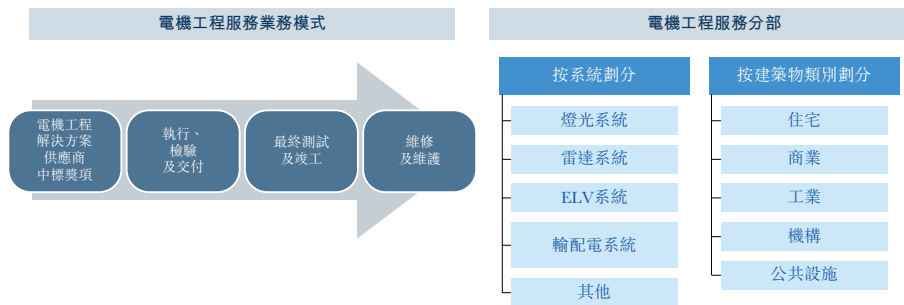 電機工程服務業務模式
電機工程
解決方案
供應商
中標獎項
執行、
檢驗
及交付
最終測試
及竣工
維修
及維護
電機工程服務分部
按系統劃分
燈光系統
雷達系統
ELV系統
輸配電系統
其他
按建築物類別劃分
住宅
商業
工業
機構
公共設施